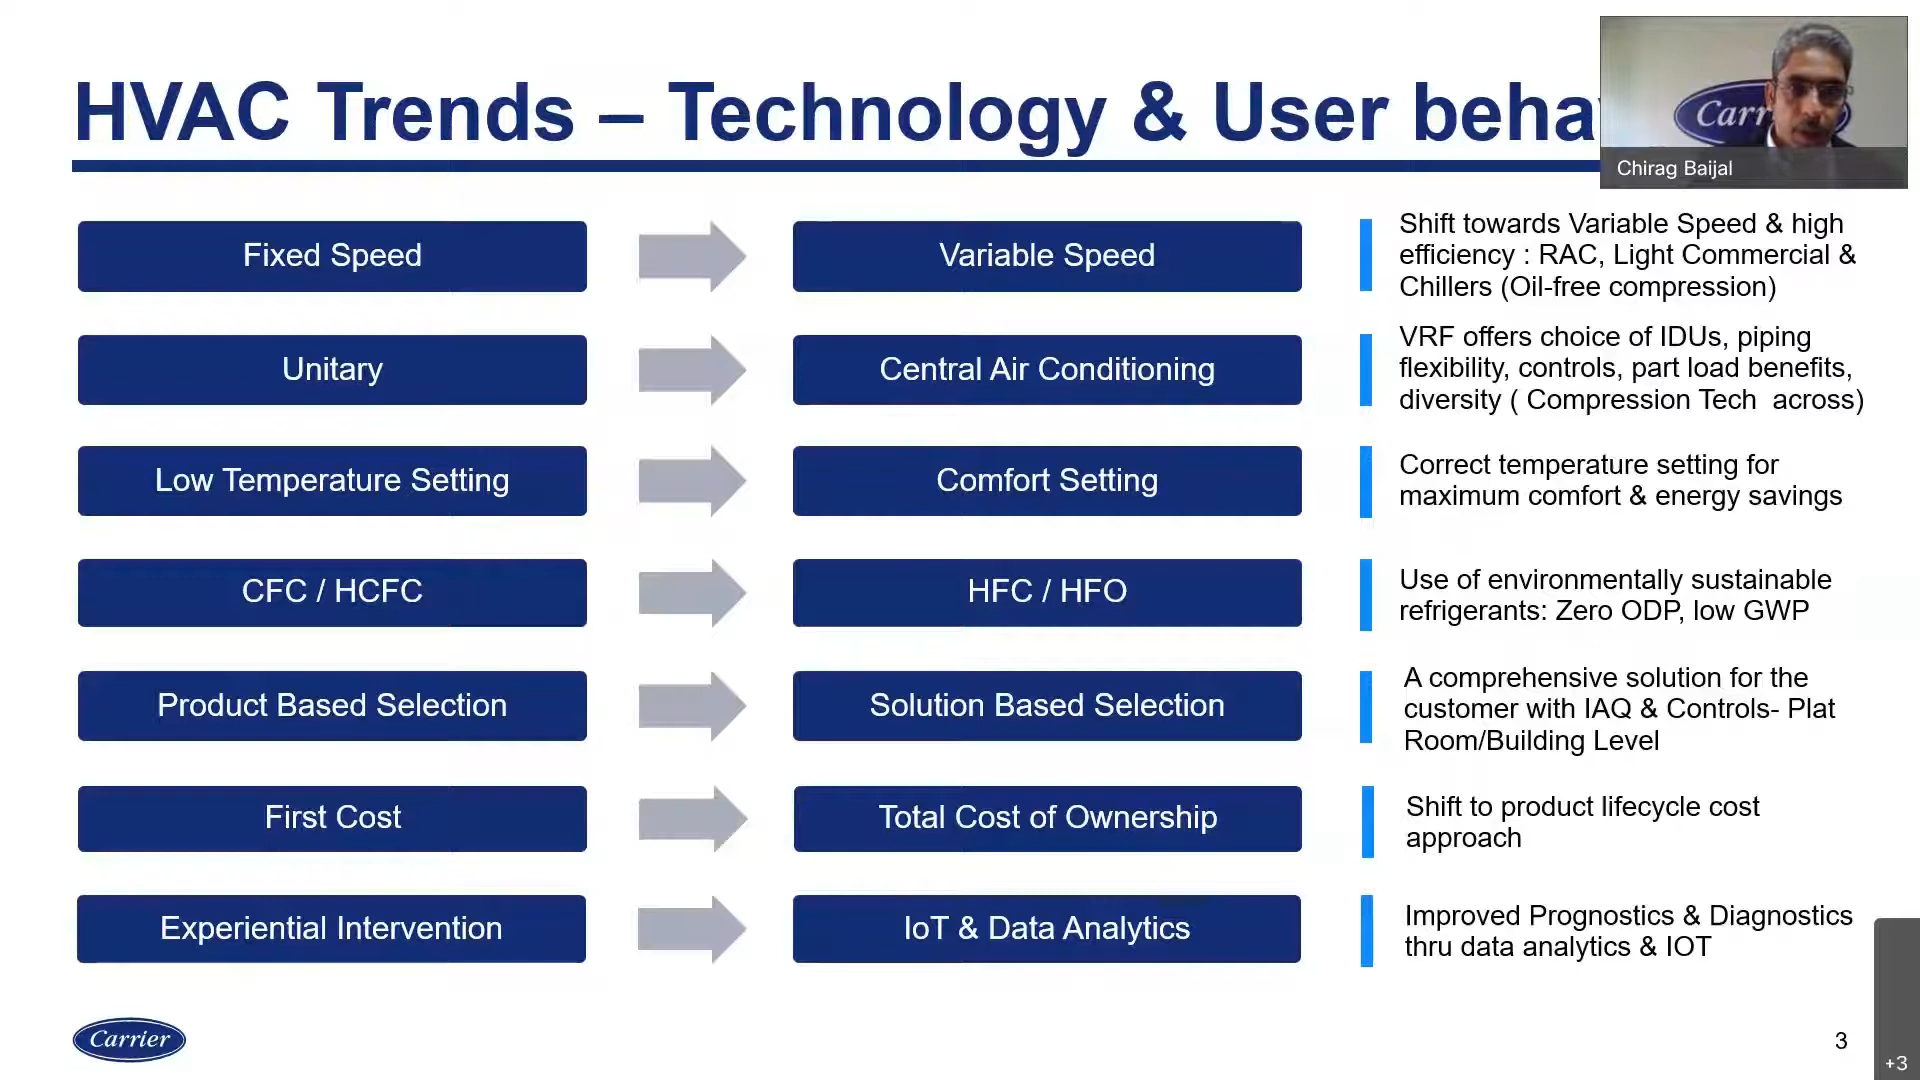 HVAC Trends – Technology & User beha
Carr
Chirag Baijal
Fixed Speed
Variable Speed
Shift towards Variable Speed & high
efficiency : RAC, Light Commercial &
Chillers (Oil-free compression)
Unitary
Central Air Conditioning
VRF offers choice of IDUs, piping
flexibility, controls, part load benefits,
diversity ( Compression Tech  across)
Low Temperature Setting
Comfort Setting
Correct temperature setting for
maximum comfort & energy savings
CFC / HCFC
HFC / HFO
Use of environmentally sustainable
refrigerants: Zero ODP, low GWP
Product Based Selection
Solution Based Selection
A comprehensive solution for the
customer with IAQ & Controls- Plat
Room/Building Level
First Cost
Total Cost of Ownership
Shift to product lifecycle cost
approach
Experiential Intervention
IoT & Data Analytics
Improved Prognostics & Diagnostics
thru data analytics & IOT
Carrier
3
+3